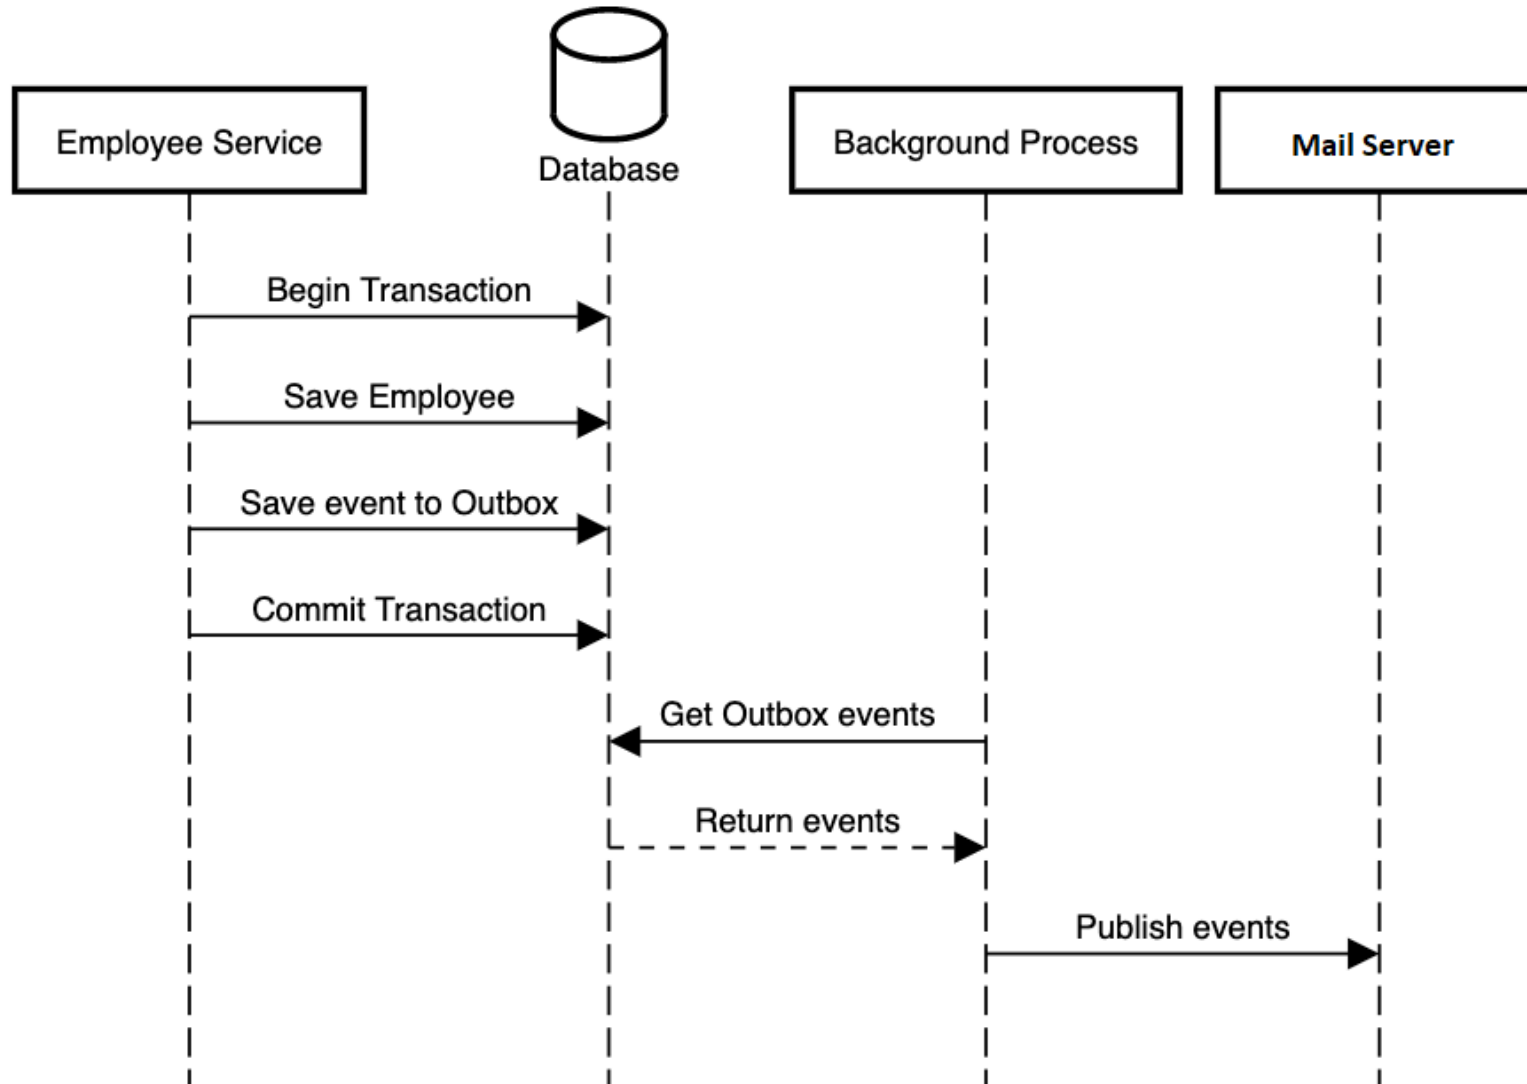 Employee Service
Database
Background Process
Mail Server
Begin Transaction
Save Employee
Save event to Outbox
Commit Transaction
Get Outbox events
Return events
Publish events